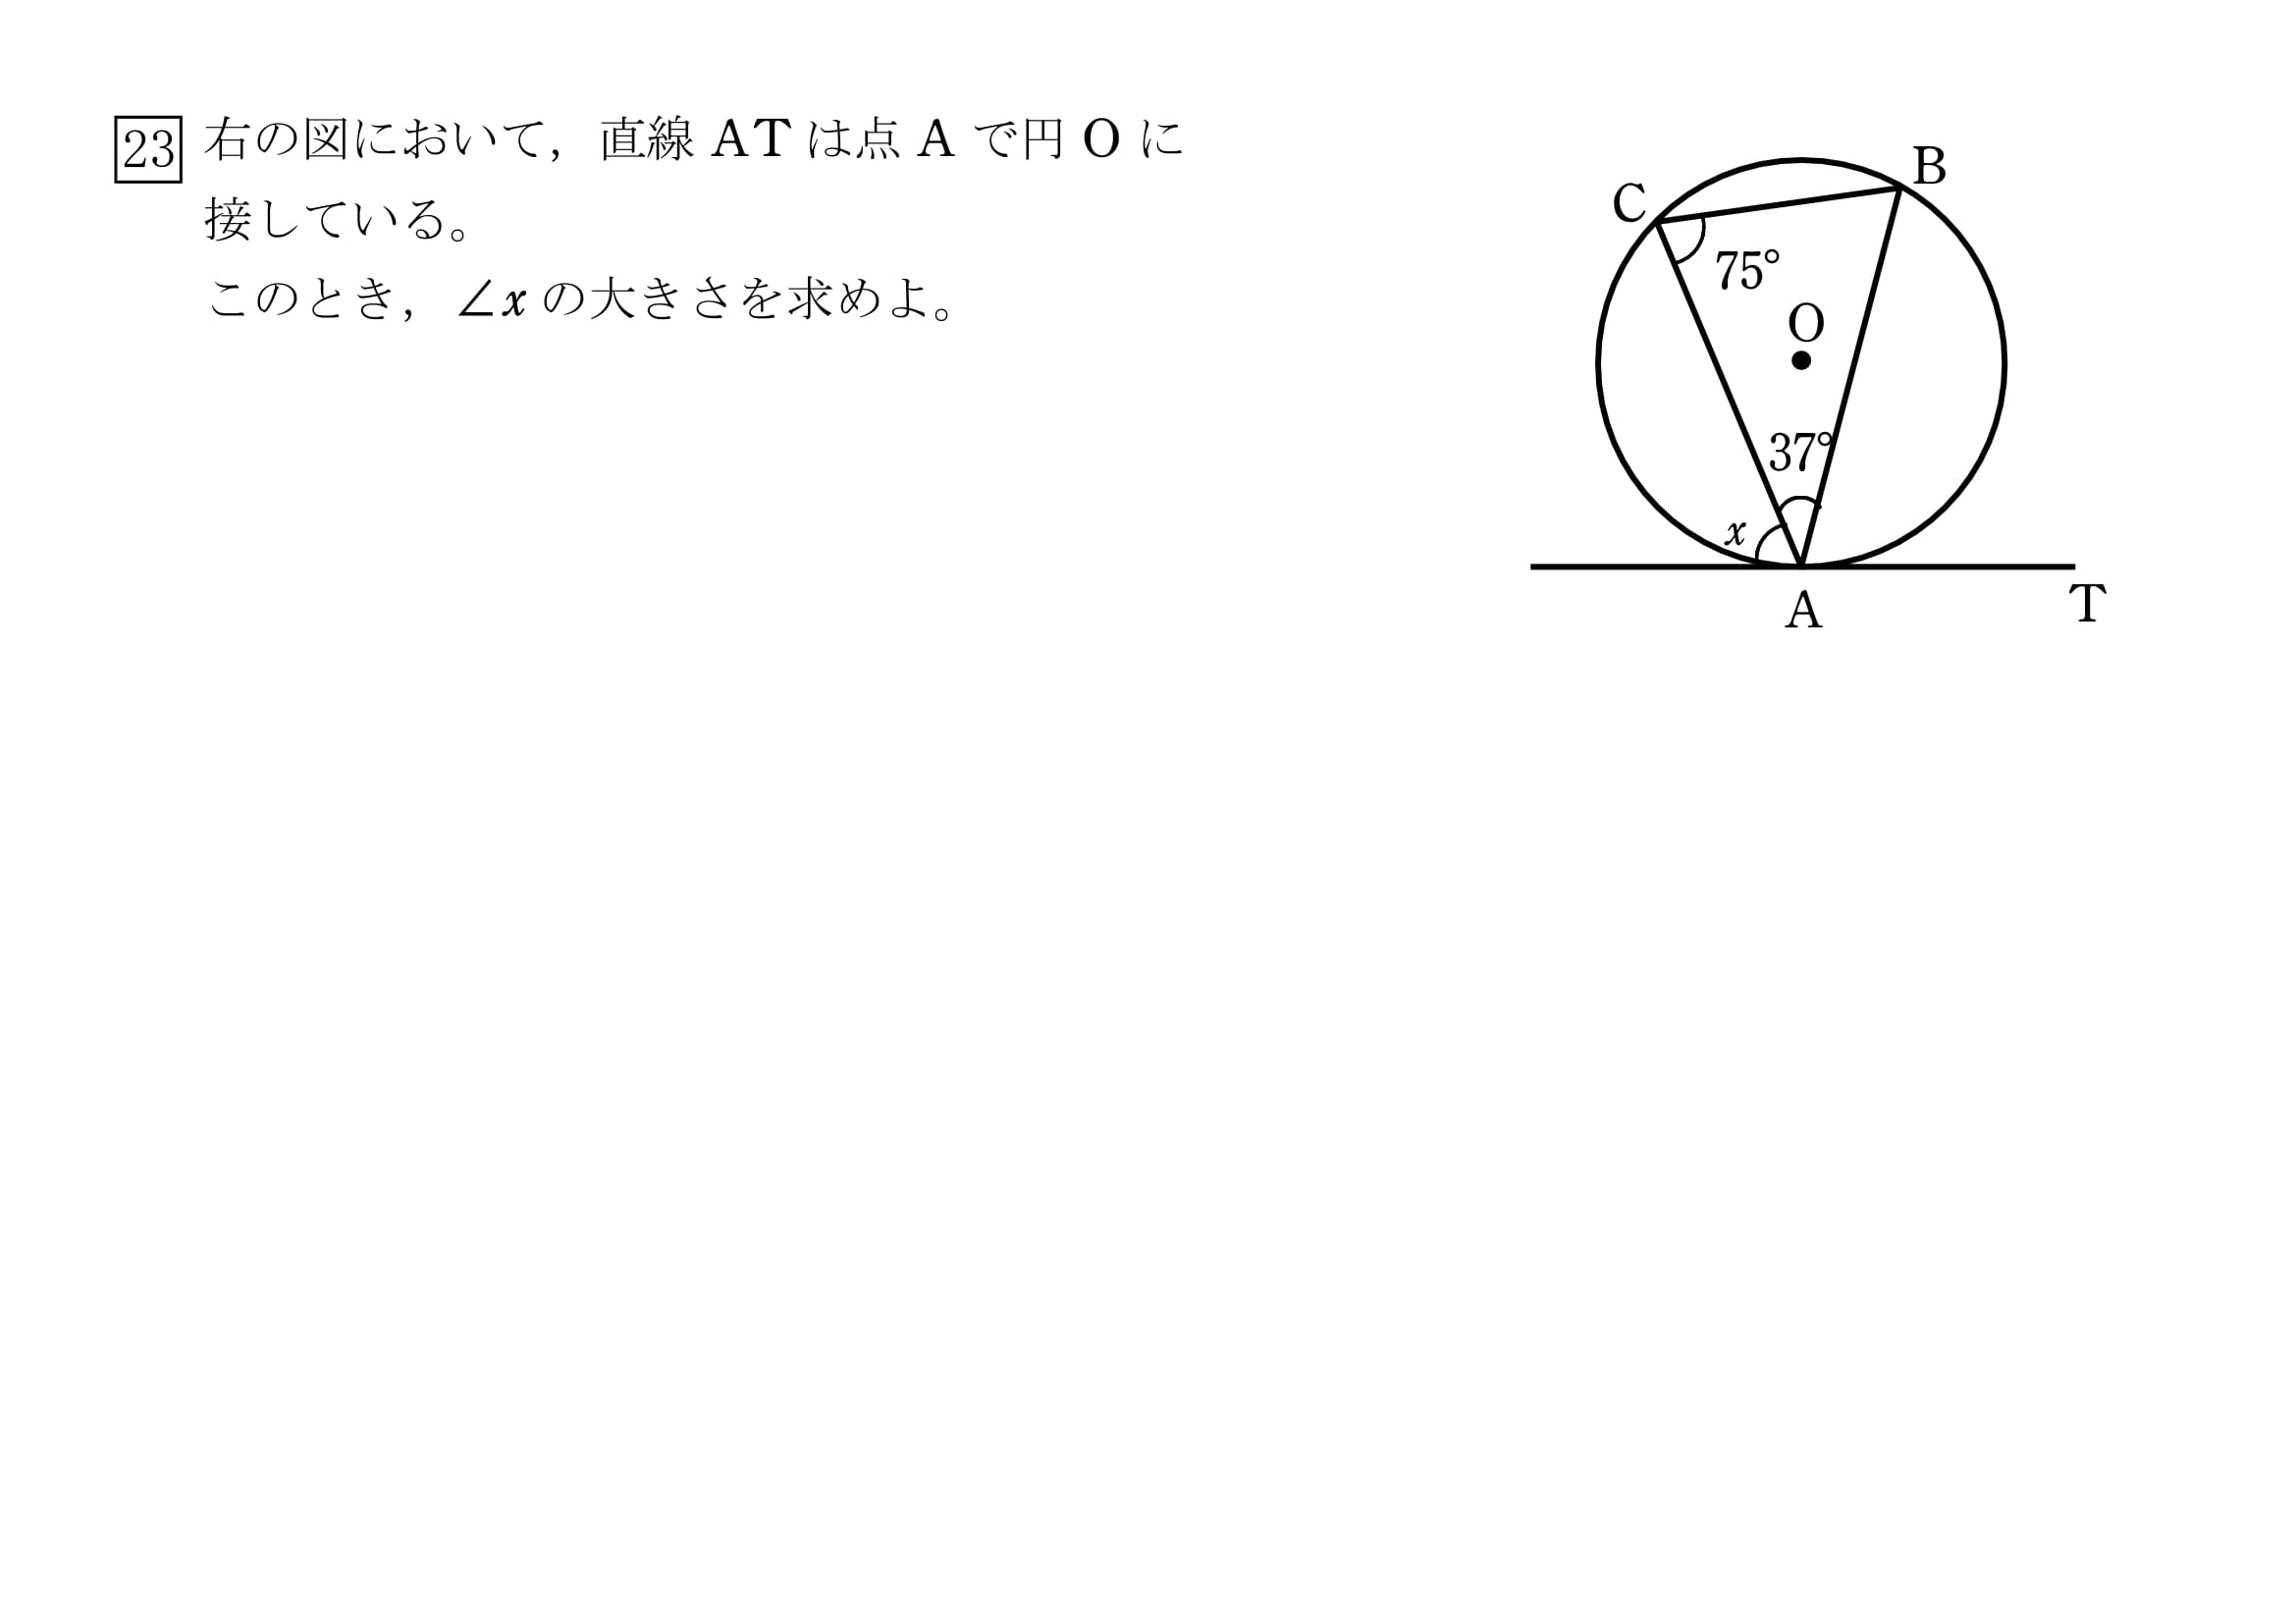 23 右の図において，直線 AT は点 A で円 O に
接している。
このとき，∠x の大きさを求めよ。
B
C
75°
O
37°
x
A
T